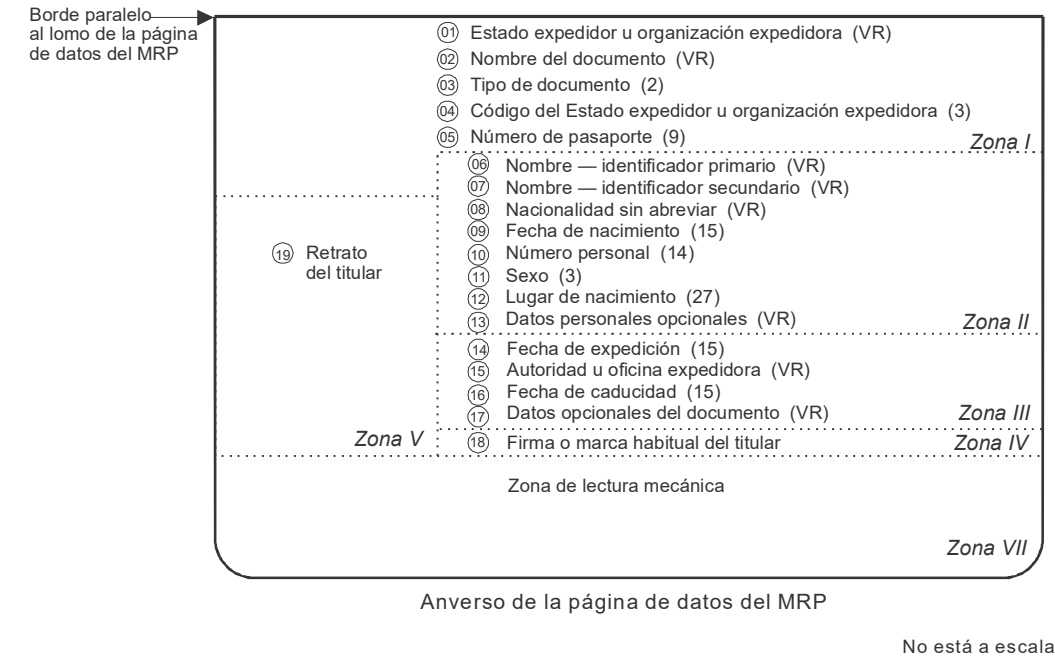 Borde paralelo
al lomo de la página
de datos del MRP
01 Estado expedidor u organización expedidora (VR)
02 Nombre del documento (VR)
03 Tipo de documento (2)
04 Código del Estado expedidor u organización expedidora (3)
05 Número de pasaporte (9)
Zona I
06 Nombre — identificador primario (VR)
07 Nombre — identificador secundario (VR)
08 Nacionalidad sin abreviar (VR)
09 Fecha de nacimiento (15)
10 Número personal (14)
11 Sexo (3)
12 Lugar de nacimiento (27)
13 Datos personales opcionales (VR)
Zona II
14 Fecha de expedición (15)
15 Autoridad u oficina expedidora (VR)
16 Fecha de caducidad (15)
17 Datos opcionales del documento (VR)
Zona III
18 Firma o marca habitual del titular
Zona IV
19 Retrato
del titular
Zona V
Zona de lectura mecánica
Zona VII
Anverso de la página de datos del MRP
No está a escala